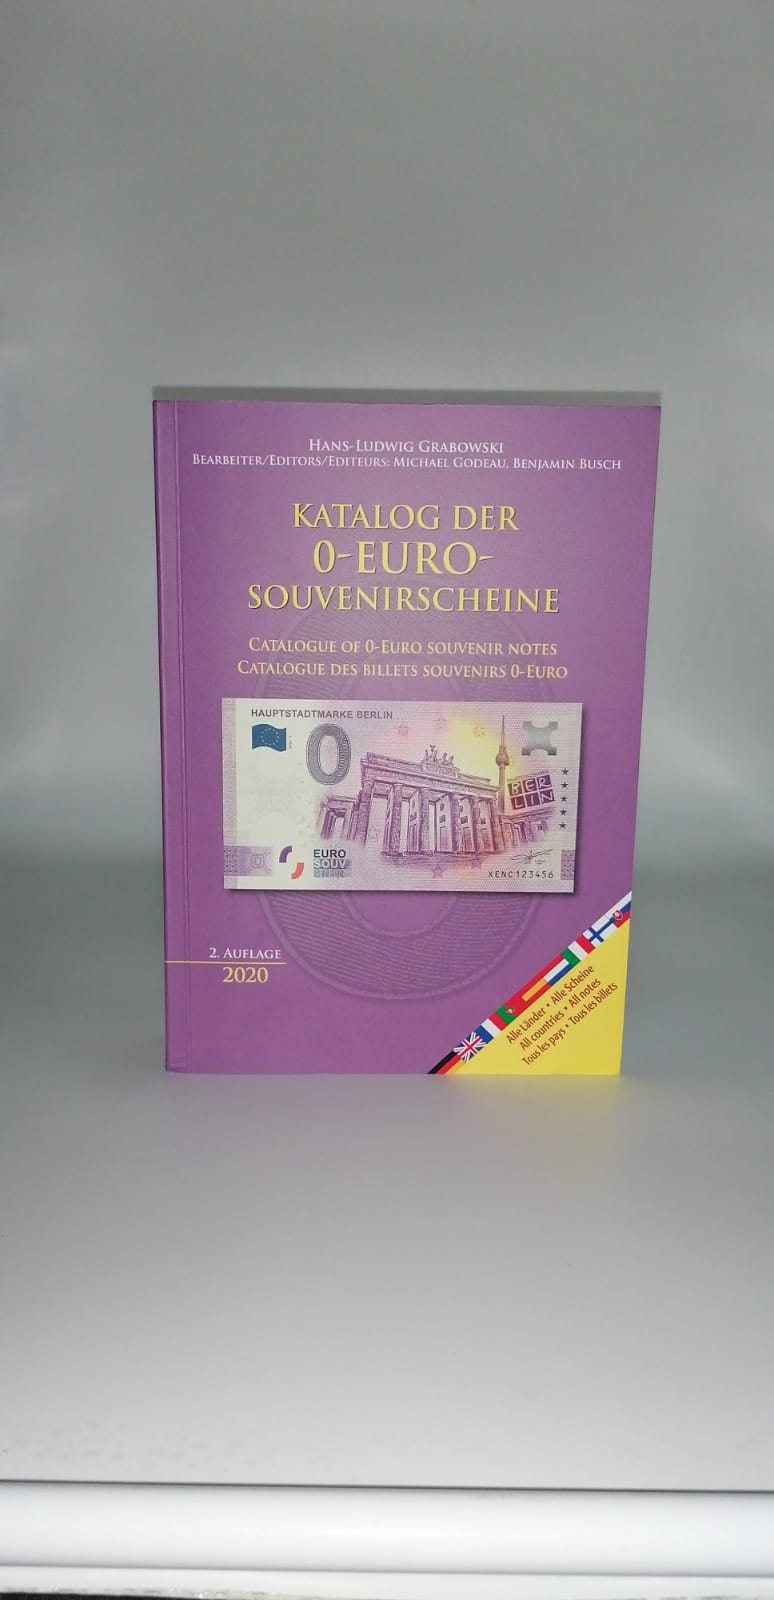 HANS-LUDWIG GRABOWSKI
BEARBEITER/EDITORS/EDITEURS: MICHAEL GODEAU, BENJAMIN BUSCH
KATALOG DER
0-EURO-
SOUVENIRSCHEINE
CATALOGUE OF 0-EURO SOUVENIR NOTES
CATALOGUE DES BILLETS SOUVENIRS 0-EURO
HAUPTSTADTMARKE BERLIN
0
BER
LIN
EURO
SOUV
ENIR
XENC123456
2. AUFLAGE
2020
Alle Länder • Alle Scheine
All countries • All notes
Tous les pays • Tous les billets